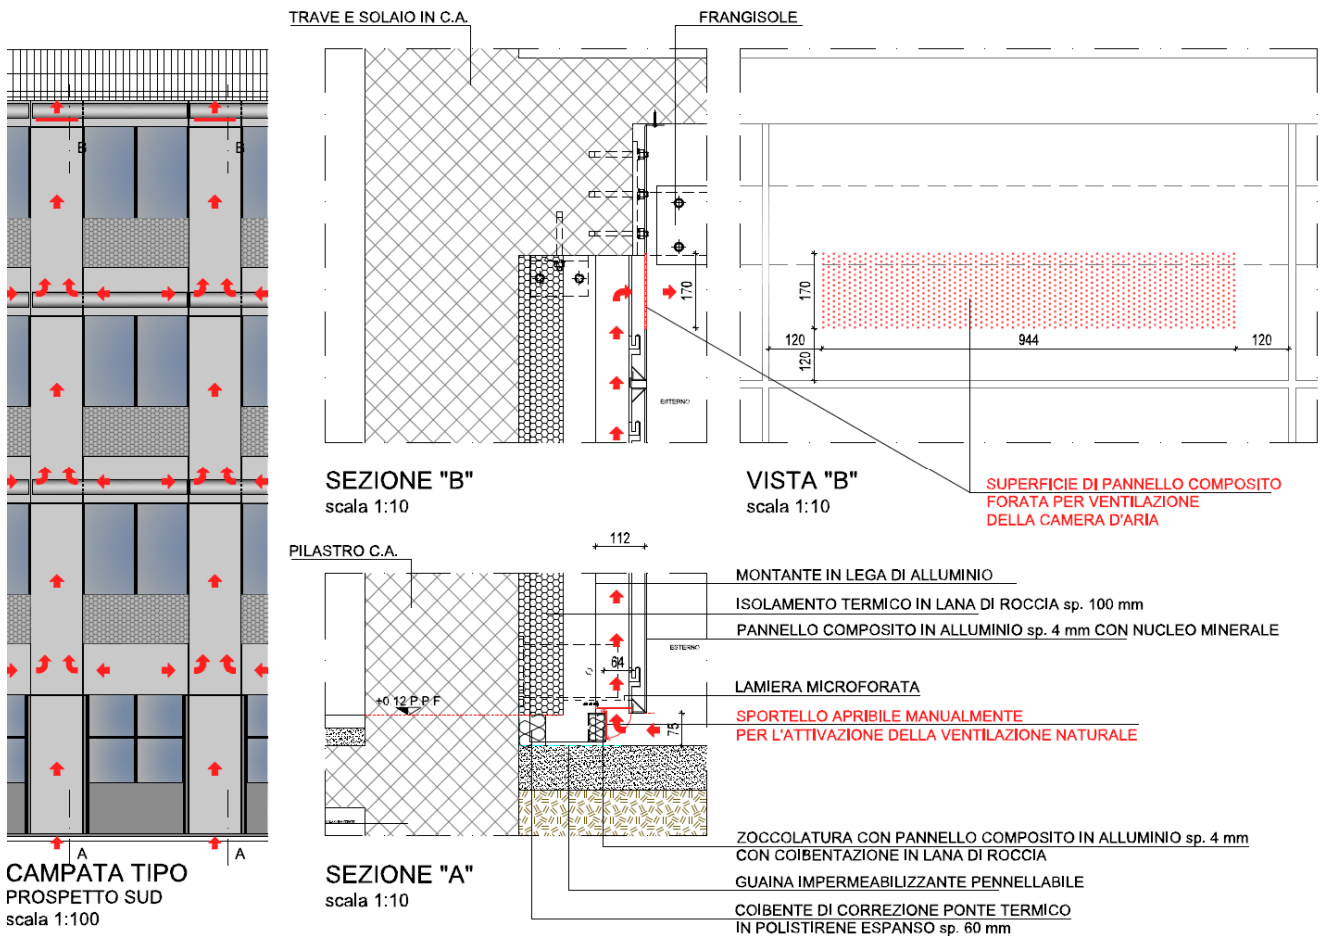 TRAVE E SOLAIO IN C.A.
FRANGISOLE
B
B
170
ESTERNO
170
120
944
120
120
SEZIONE "B"
scala 1:10
VISTA "B"
scala 1:10
SUPERFICIE DI PANNELLO COMPOSITO
FORATA PER VENTILAZIONE
DELLA CAMERA D'ARIA
PILASTRO C.A.
112
MONTANTE IN LEGA DI ALLUMINIO
ISOLAMENTO TERMICO IN LANA DI ROCCIA sp. 100 mm
PANNELLO COMPOSITO IN ALLUMINIO sp. 4 mm CON NUCLEO MINERALE
ESTERNO
64
LAMIERA MICROFORATA
+0.12 P.P.F.
75
SPORTELLO APRIBILE MANUALMENTE
PER L'ATTIVAZIONE DELLA VENTILAZIONE NATURALE
A
A
CAMPATA TIPO
PROSPETTO SUD
scala 1:100
SEZIONE "A"
scala 1:10
ZOCCOLATURA CON PANNELLO COMPOSITO IN ALLUMINIO sp. 4 mm
CON COIBENTAZIONE IN LANA DI ROCCIA
GUAINA IMPERMEABILIZZANTE PENNELLABILE
COIBENTE DI CORREZIONE PONTE TERMICO
IN POLISTIRENE ESPANSO sp. 60 mm